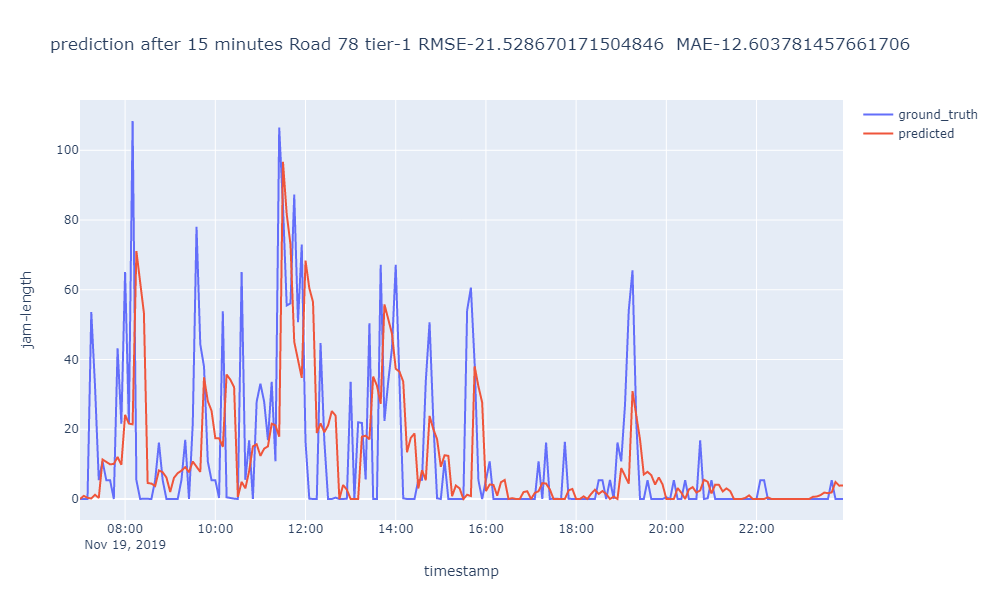 prediction after 15 minutes Road 78 tier-1 RMSE-21.528670171504846  MAE-12.603781457661706
ground_truth
predicted
100
80
60
40
20
0
jam-length
08:00 10:00 12:00 14:00 16:00 18:00 20:00 22:00
Nov 19, 2019
timestamp